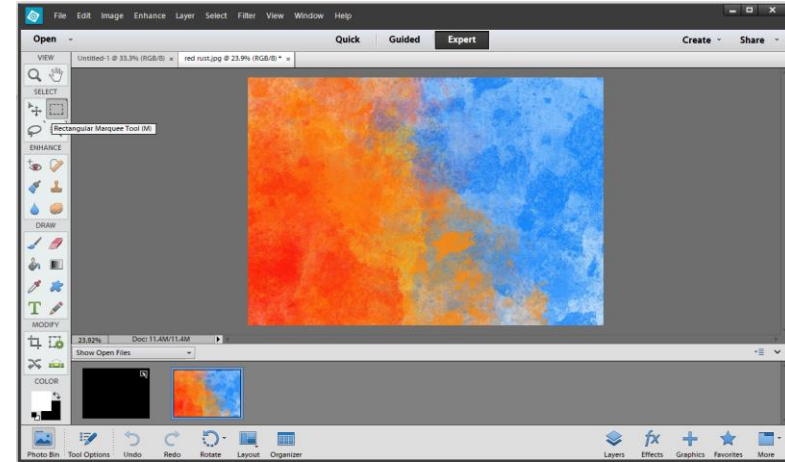 File Edit Image Enhance Layer Select Filter View Window Help
Open Quick Guided Expert Create Share
VIEW
Untitled-1 @ 33.3% (RGB/8) × red rust.jpg @ 23.9% (RGB/8) * ×
SELECT
Rectangular Marquee Tool (M)
ENHANCE
DRAW
T
MODIFY
23.92% Doc: 11.4M/11.4M
Show Open Files
COLOR
fx
Photo Bin Tool Options Undo Redo Rotate Layout Organizer Layers Effects Graphics Favorites More